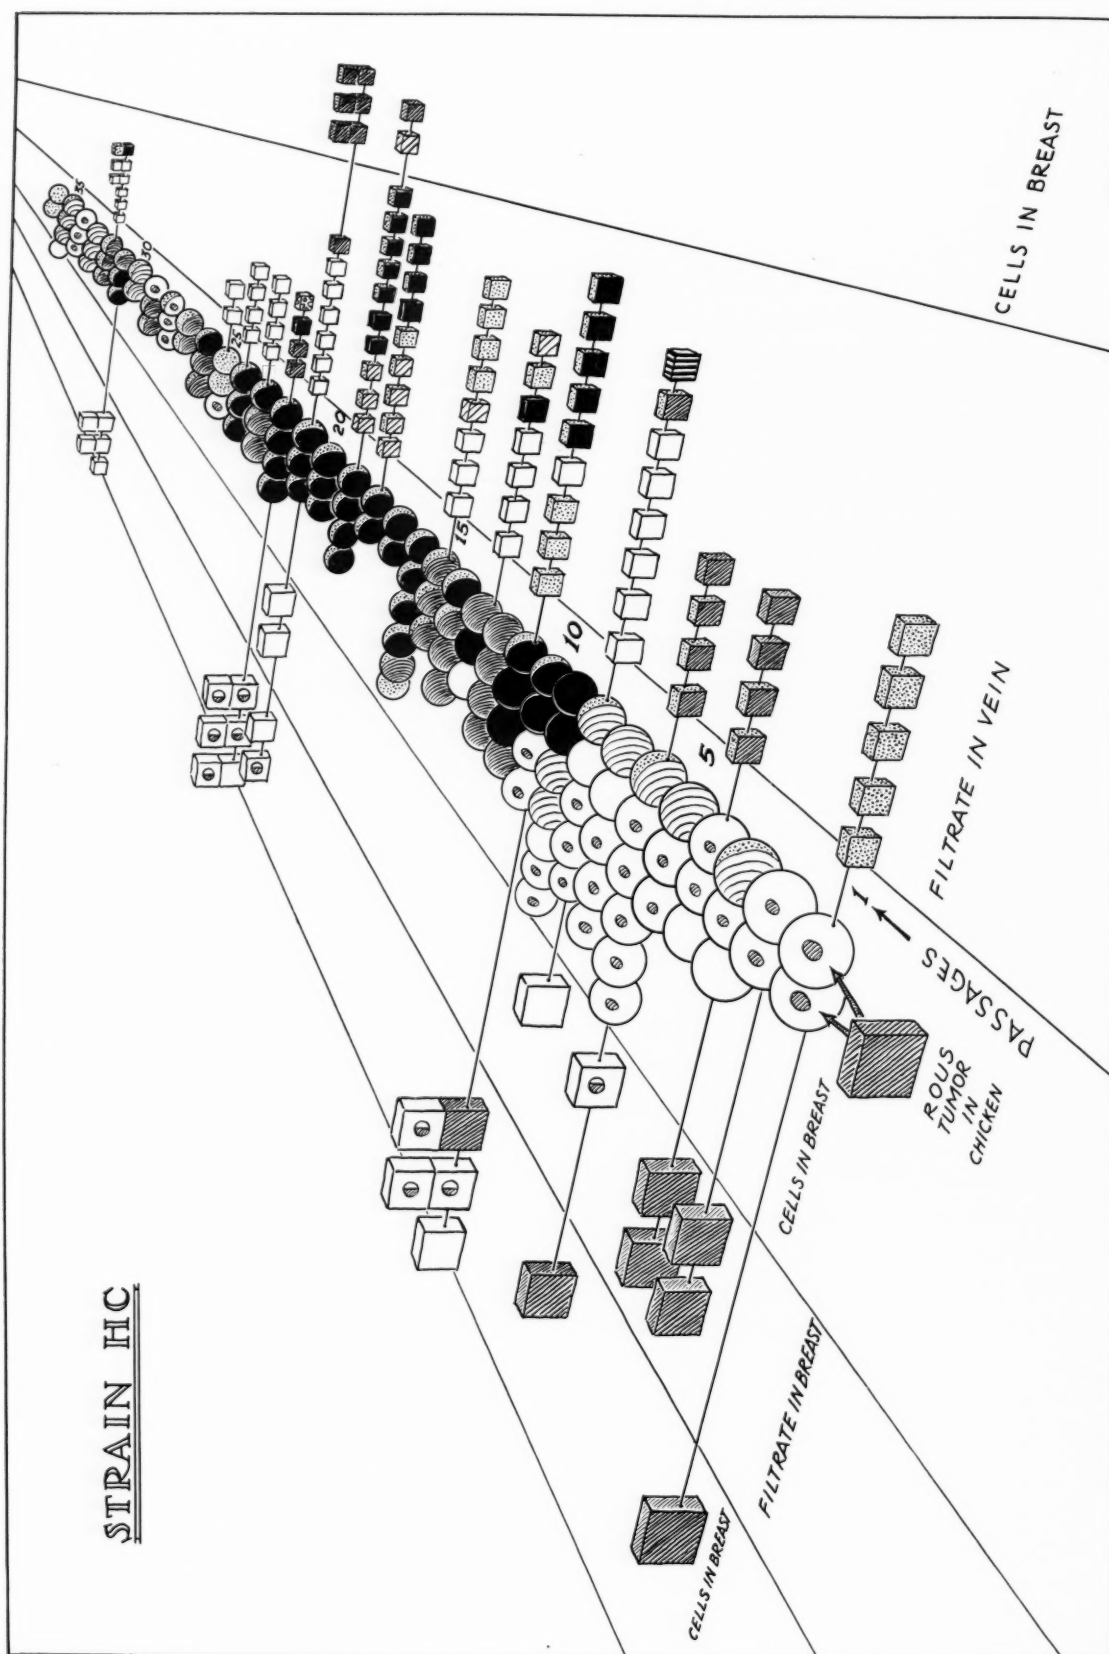 STRAIN HC
CELLS IN BREAST
FILTRATE IN BREAST
CELLS IN BREAST
ROUS
TUMOR
IN
CHICKEN
PASSAGES
1
5
10
15
20
25
30
35
FILTRATE IN VEIN
CELLS IN BREAST